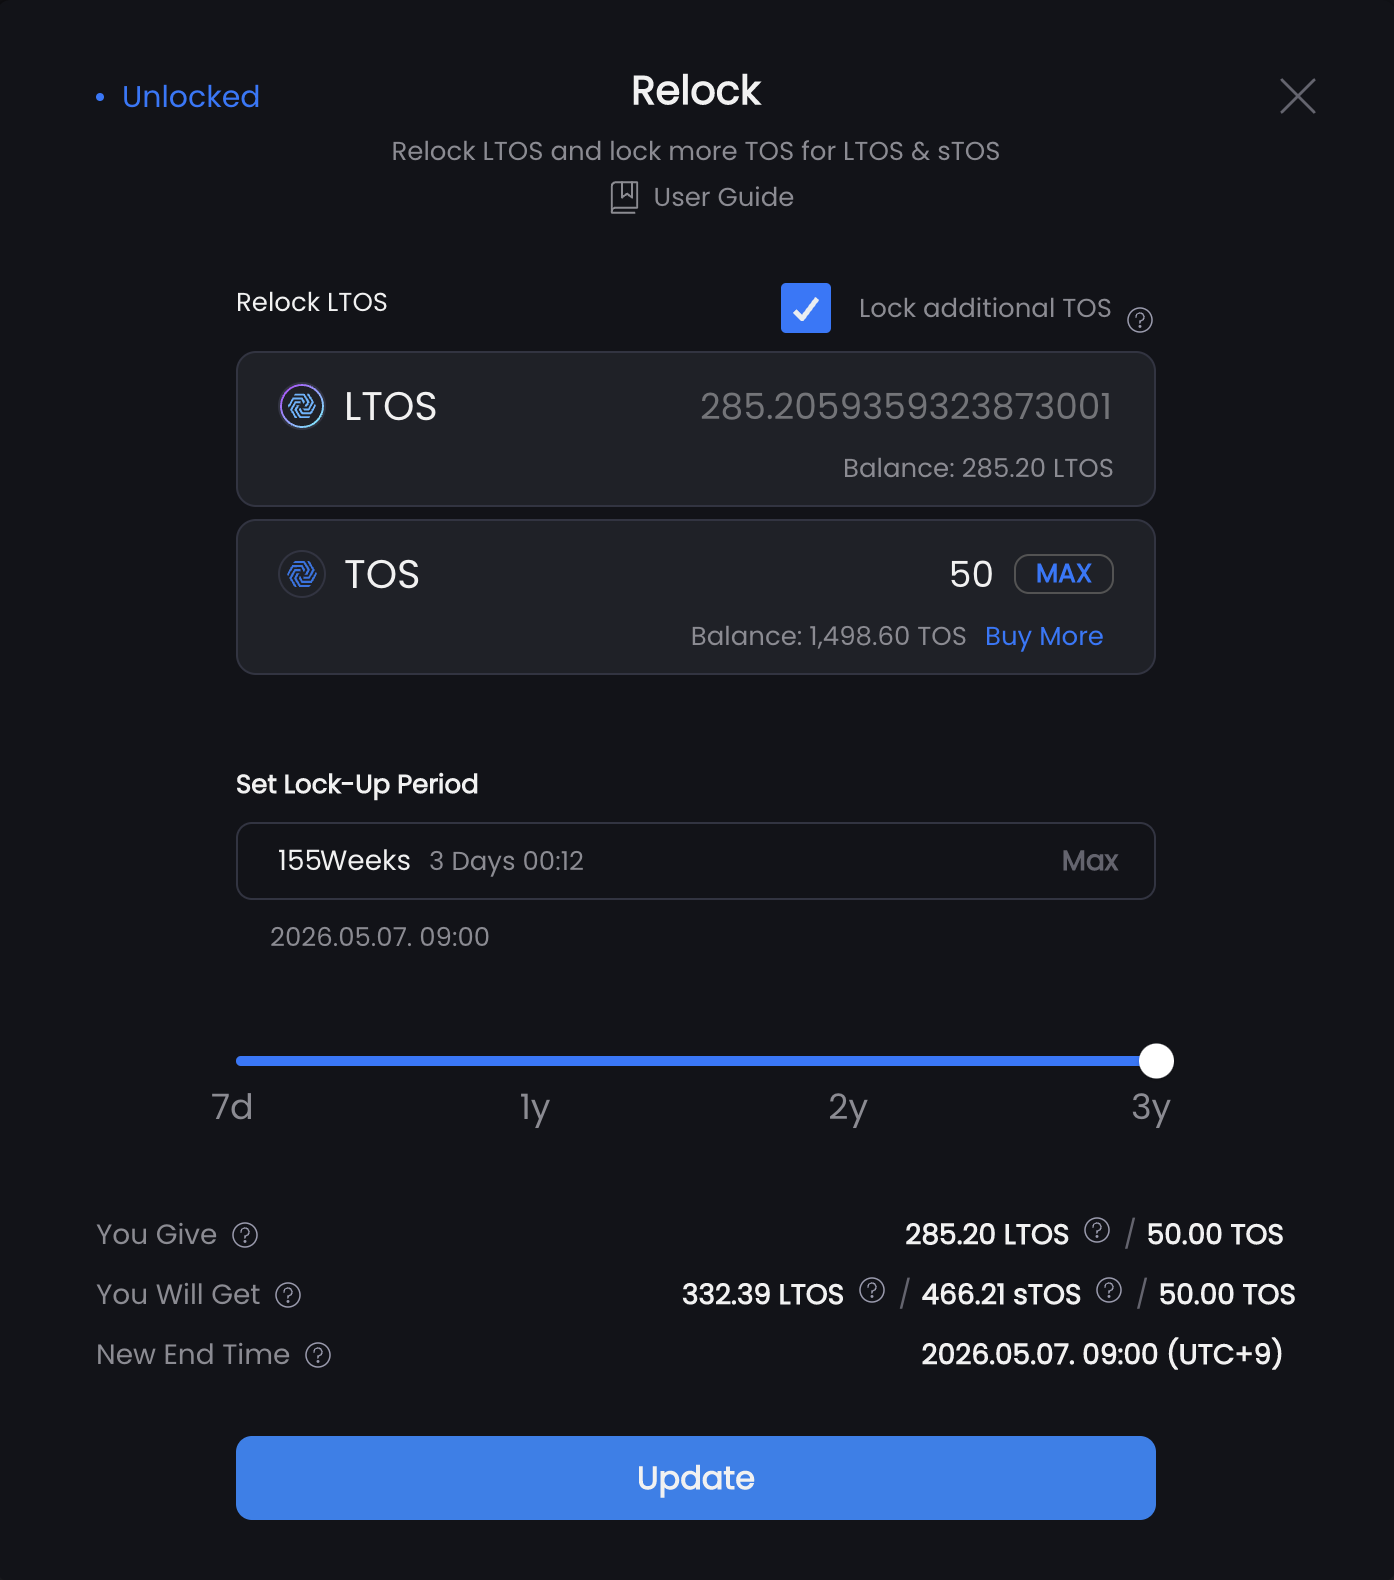 Unlocked
Relock
Relock LTOS and lock more TOS for LTOS & sTOS
User Guide
Relock LTOS
Lock additional TOS ?
LTOS 285.2059359323873001
Balance: 285.20 LTOS
TOS 50 MAX
Balance: 1,498.60 TOS Buy More
Set Lock-Up Period
155Weeks 3 Days 00:12 Max
2026.05.07. 09:00
7d 1y 2y 3y
You Give ? 285.20 LTOS ? / 50.00 TOS
You Will Get ? 332.39 LTOS ? / 466.21 sTOS ? / 50.00 TOS
New End Time ? 2026.05.07. 09:00 (UTC+9)
Update